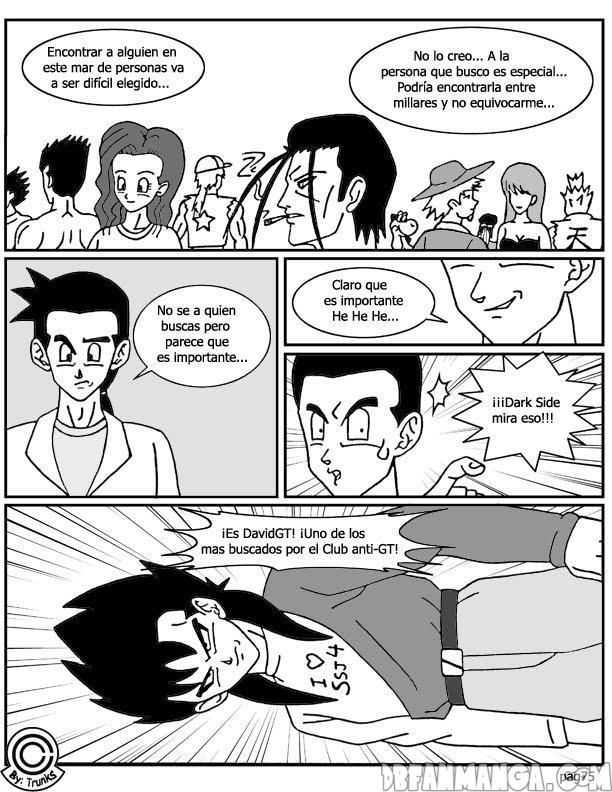 Encontrar a alguien en
este mar de personas va
a ser difícil elegido...
No lo creo... A la
persona que busco es especial...
Podría encontrarla entre
millares y no equivocarme...
Z
天
No se a quien
buscas pero
parece que
es importante...
Claro que
es importante
He He He...
¡¡¡Dark Side
mira eso!!!
¡Es DavidGT! ¡Uno de los
mas buscados por el Club anti-GT!
I ♡
SSJ 4
By: Trunks
pag75
DBFANMANGA.COM